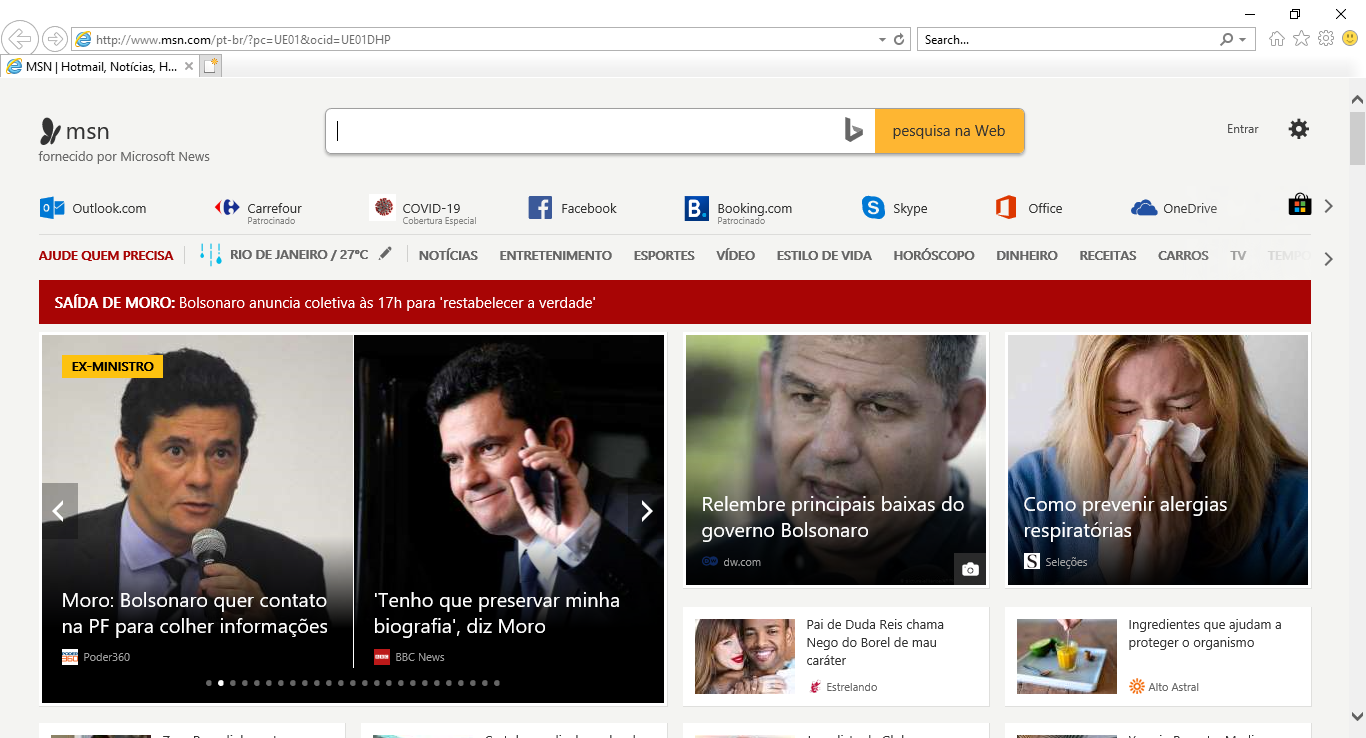 http://www.msn.com/pt-br/?pc=UE01&ocid=UE01DHP
Search...
MSN | Hotmail, Notícias, H...
msn
fornecido por Microsoft News
pesquisa na Web
Entrar
Outlook.com
Carrefour
Patrocinado
COVID-19
Cobertura Especial
Facebook
Booking.com
Patrocinado
Skype
Office
OneDrive
AJUDE QUEM PRECISA
RIO DE JANEIRO / 27°C
NOTÍCIAS
ENTRETENIMENTO
ESPORTES
VÍDEO
ESTILO DE VIDA
HORÓSCOPO
DINHEIRO
RECEITAS
CARROS
TV
TEMPO
SAÍDA DE MORO: Bolsonaro anuncia coletiva às 17h para 'restabelecer a verdade'
EX-MINISTRO
Moro: Bolsonaro quer contato
na PF para colher informações
Poder360
'Tenho que preservar minha
biografia', diz Moro
BBC News
Relembre principais baixas do
governo Bolsonaro
dw.com
Como prevenir alergias
respiratórias
Seleções
Pai de Duda Reis chama
Nego do Borel de mau
caráter
Estrelando
Ingredientes que ajudam a
proteger o organismo
Alto Astral